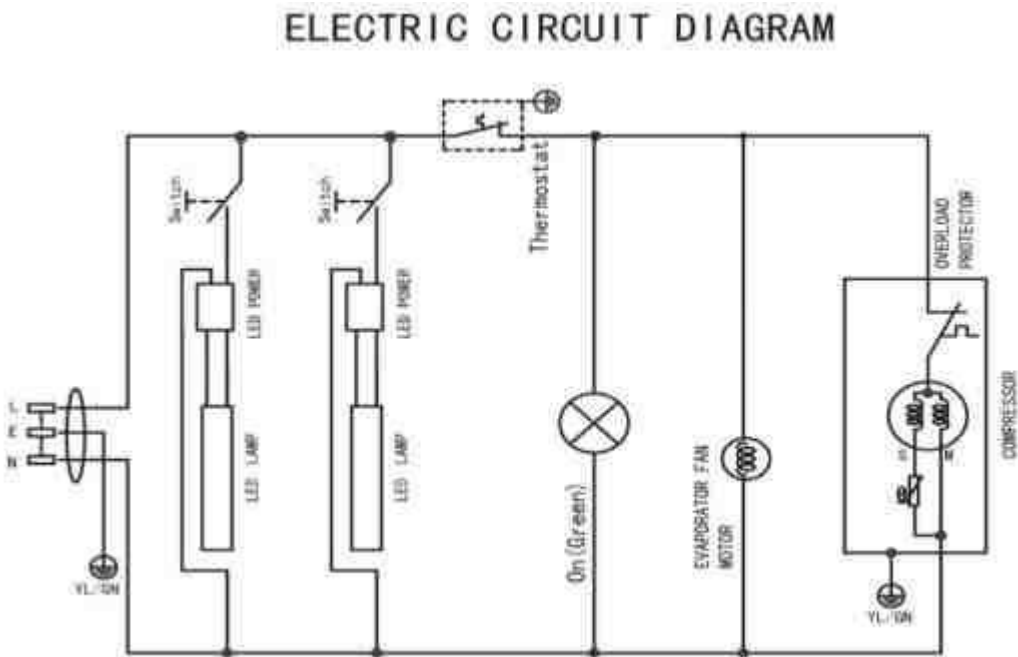 ELECTRIC CIRCUIT DIAGRAM
Switch
Switch
Thermostat
OVERLOAD
PROTECTOR
LED POWER
LED POWER
L
E
N
LED LAMP
LED LAMP
On(Green)
EVAPORATOR FAN
MOTOR
COMPRESSOR
M
YL/GN
YL/GN